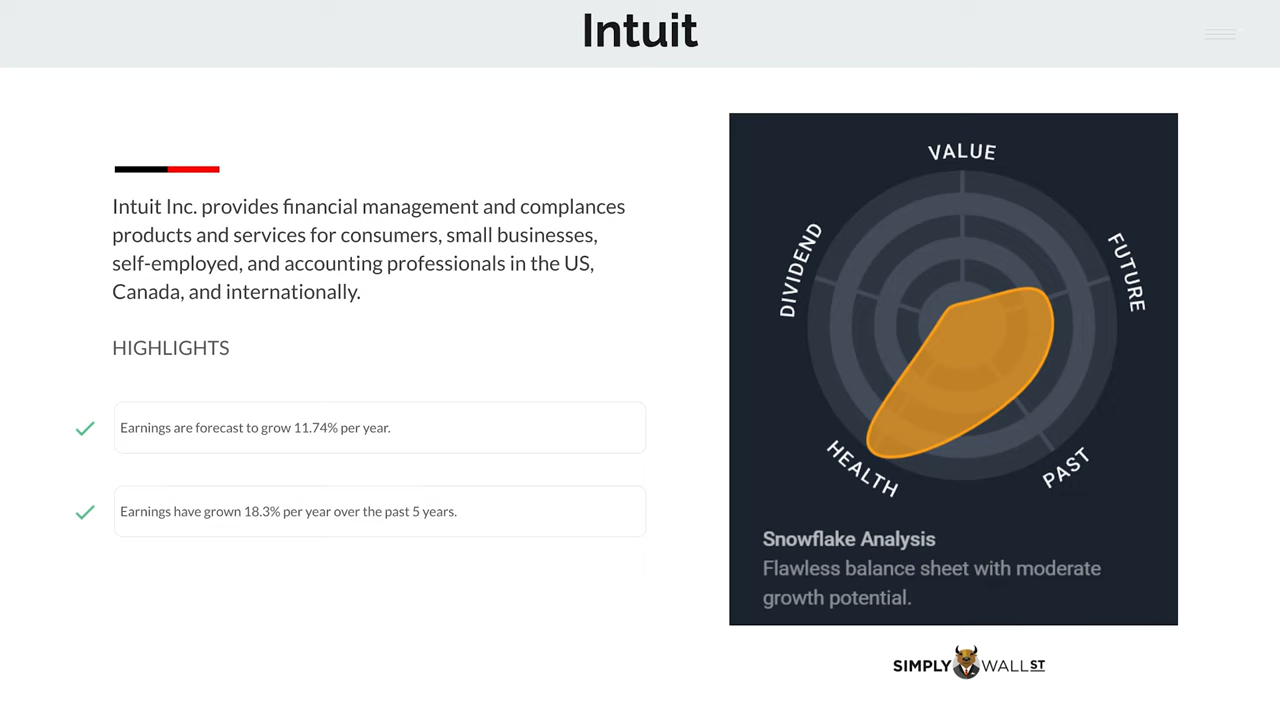 Intuit
Intuit Inc. provides financial management and complances
products and services for consumers, small businesses,
self-employed, and accounting professionals in the US,
Canada, and internationally.
HIGHLIGHTS
Earnings are forecast to grow 11.74% per year.
Earnings have grown 18.3% per year over the past 5 years.
VALUE
FUTURE
PAST
HEALTH
DIVIDEND
Snowflake Analysis
Flawless balance sheet with moderate
growth potential.
SIMPLY WALL ST